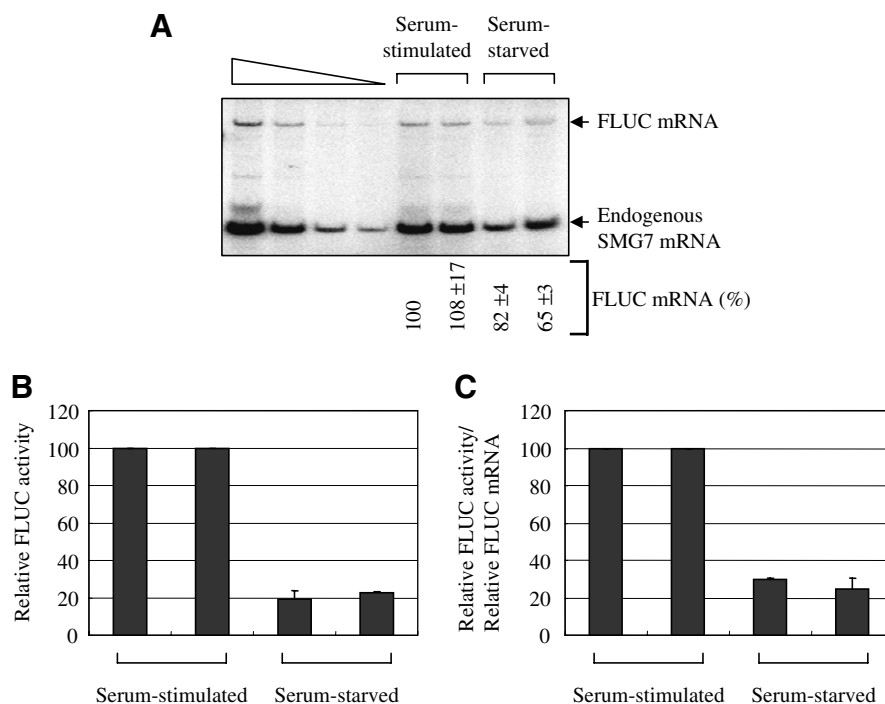 A
Serum-
stimulated
Serum-
starved
FLUC mRNA
Endogenous
SMG7 mRNA
100
108 ±17
82 ±4
65 ±3
FLUC mRNA (%)
B
Relative FLUC activity
120
100
80
60
40
20
0
Serum-stimulated
Serum-starved
C
Relative FLUC activity/
Relative FLUC mRNA
120
100
80
60
40
20
0
Serum-stimulated
Serum-starved